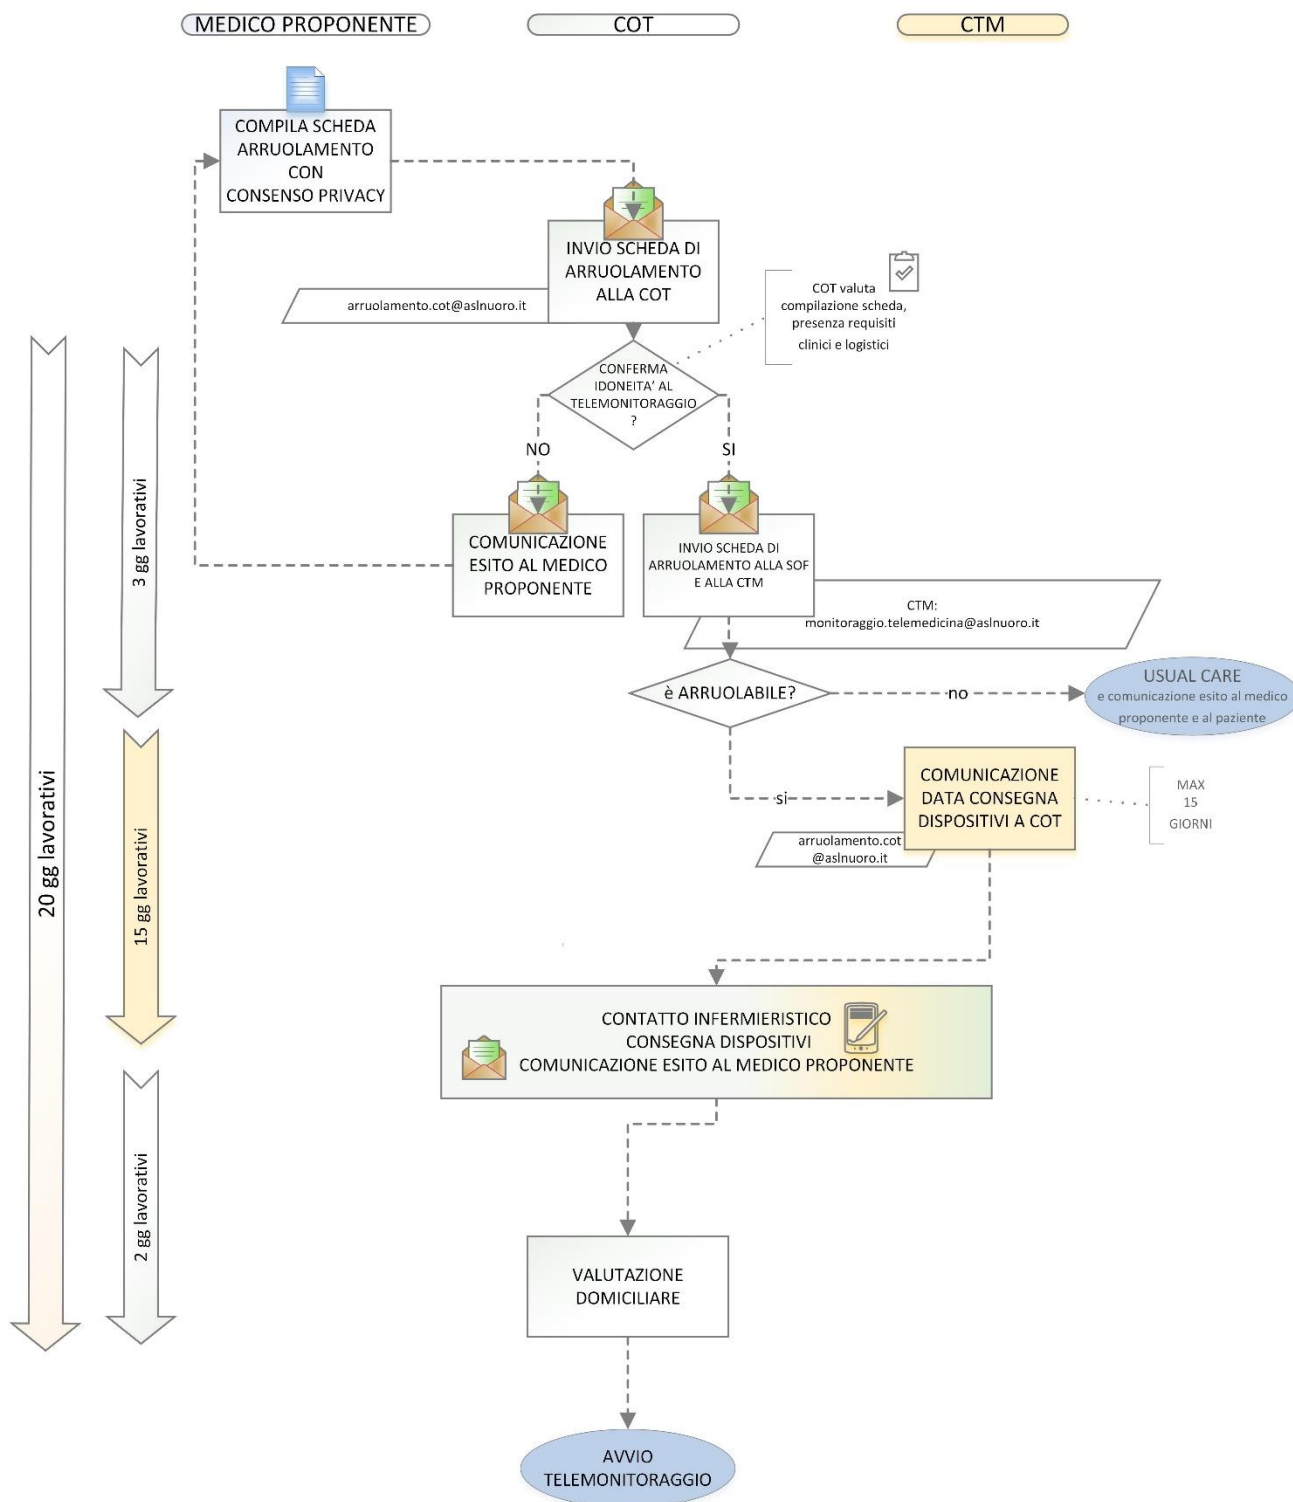 MEDICO PROPONENTE
COT
CTM
COMPILA SCHEDA
ARRUOLAMENTO
CON
CONSENSO PRIVACY
INVIO SCHEDA DI
ARRUOLAMENTO
ALLA COT
arruolamento.cot@aslnuoro.it
COT valuta
compilazione scheda,
presenza requisiti
clinici e logistici
CONFERMA
IDONEITA’ AL
TELEMONITORAGGIO
?
NO
SI
COMUNICAZIONE
ESITO AL MEDICO
PROPONENTE
INVIO SCHEDA DI
ARRUOLAMENTO ALLA SOF
E ALLA CTM
CTM:
monitoraggio.telemedicina@aslnuoro.it
è ARRUOLABILE?
no
USUAL CARE
e comunicazione esito al medico
proponente e al paziente
si
COMUNICAZIONE
DATA CONSEGNA
DISPOSITIVI A COT
MAX
15
GIORNI
arruolamento.cot
@aslnuoro.it
CONTATTO INFERMIERISTICO
CONSEGNA DISPOSITIVI
COMUNICAZIONE ESITO AL MEDICO PROPONENTE
VALUTAZIONE
DOMICILIARE
AVVIO
TELEMONITORAGGIO
20 gg lavorativi
3 gg lavorativi
15 gg lavorativi
2 gg lavorativi